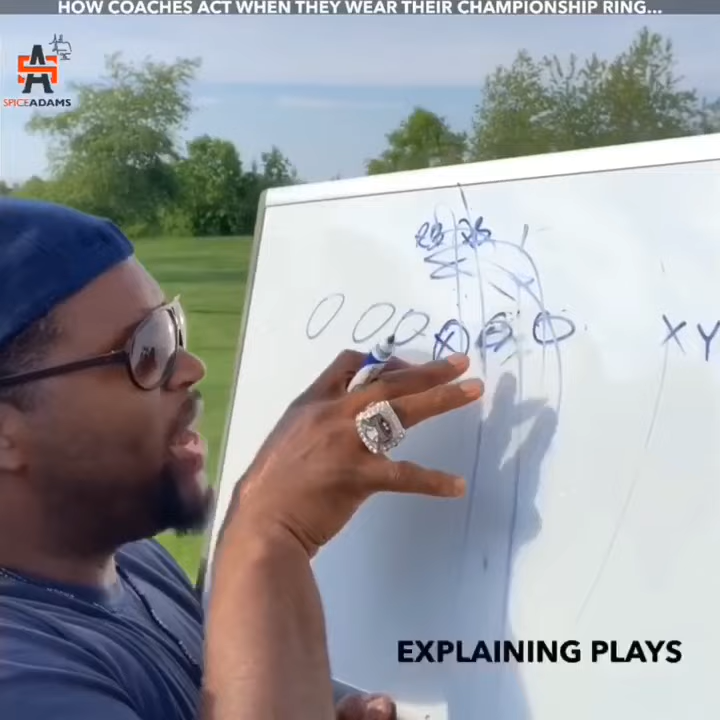 HOW COACHES ACT WHEN THEY WEAR THEIR CHAMPIONSHIP RING...
SPICEADAMS
X Y
EXPLAINING PLAYS